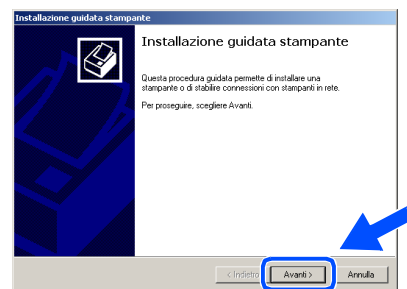 Installazione guidata stampante
Installazione guidata stampante
Questa procedura guidata permette di installare una
stampante o di stabilire connessioni con stampanti in rete.
Per proseguire, scegliere Avanti.
< Indietro Avanti > Annulla